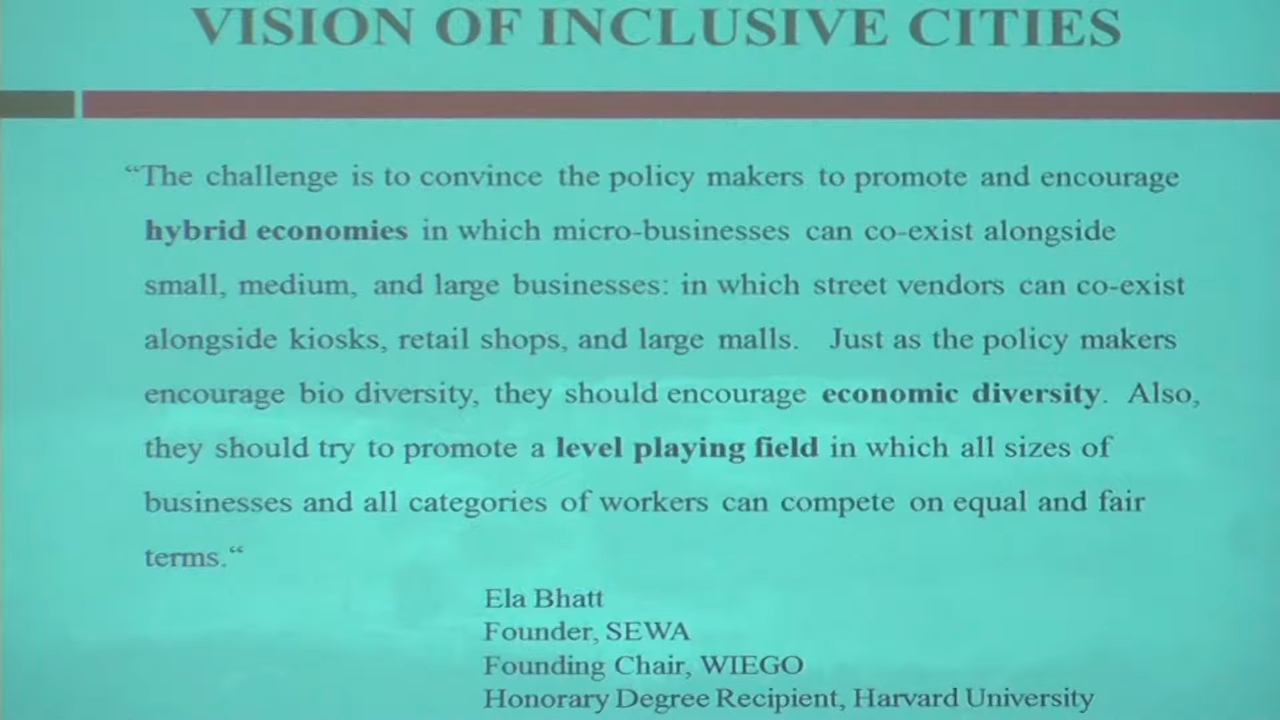 VISION OF INCLUSIVE CITIES
“The challenge is to convince the policy makers to promote and encourage
hybrid economies in which micro-businesses can co-exist alongside
small, medium, and large businesses: in which street vendors can co-exist
alongside kiosks, retail shops, and large malls. Just as the policy makers
encourage bio diversity, they should encourage economic diversity. Also,
they should try to promote a level playing field in which all sizes of
businesses and all categories of workers can compete on equal and fair
terms.“
Ela Bhatt
Founder, SEWA
Founding Chair, WIEGO
Honorary Degree Recipient, Harvard University